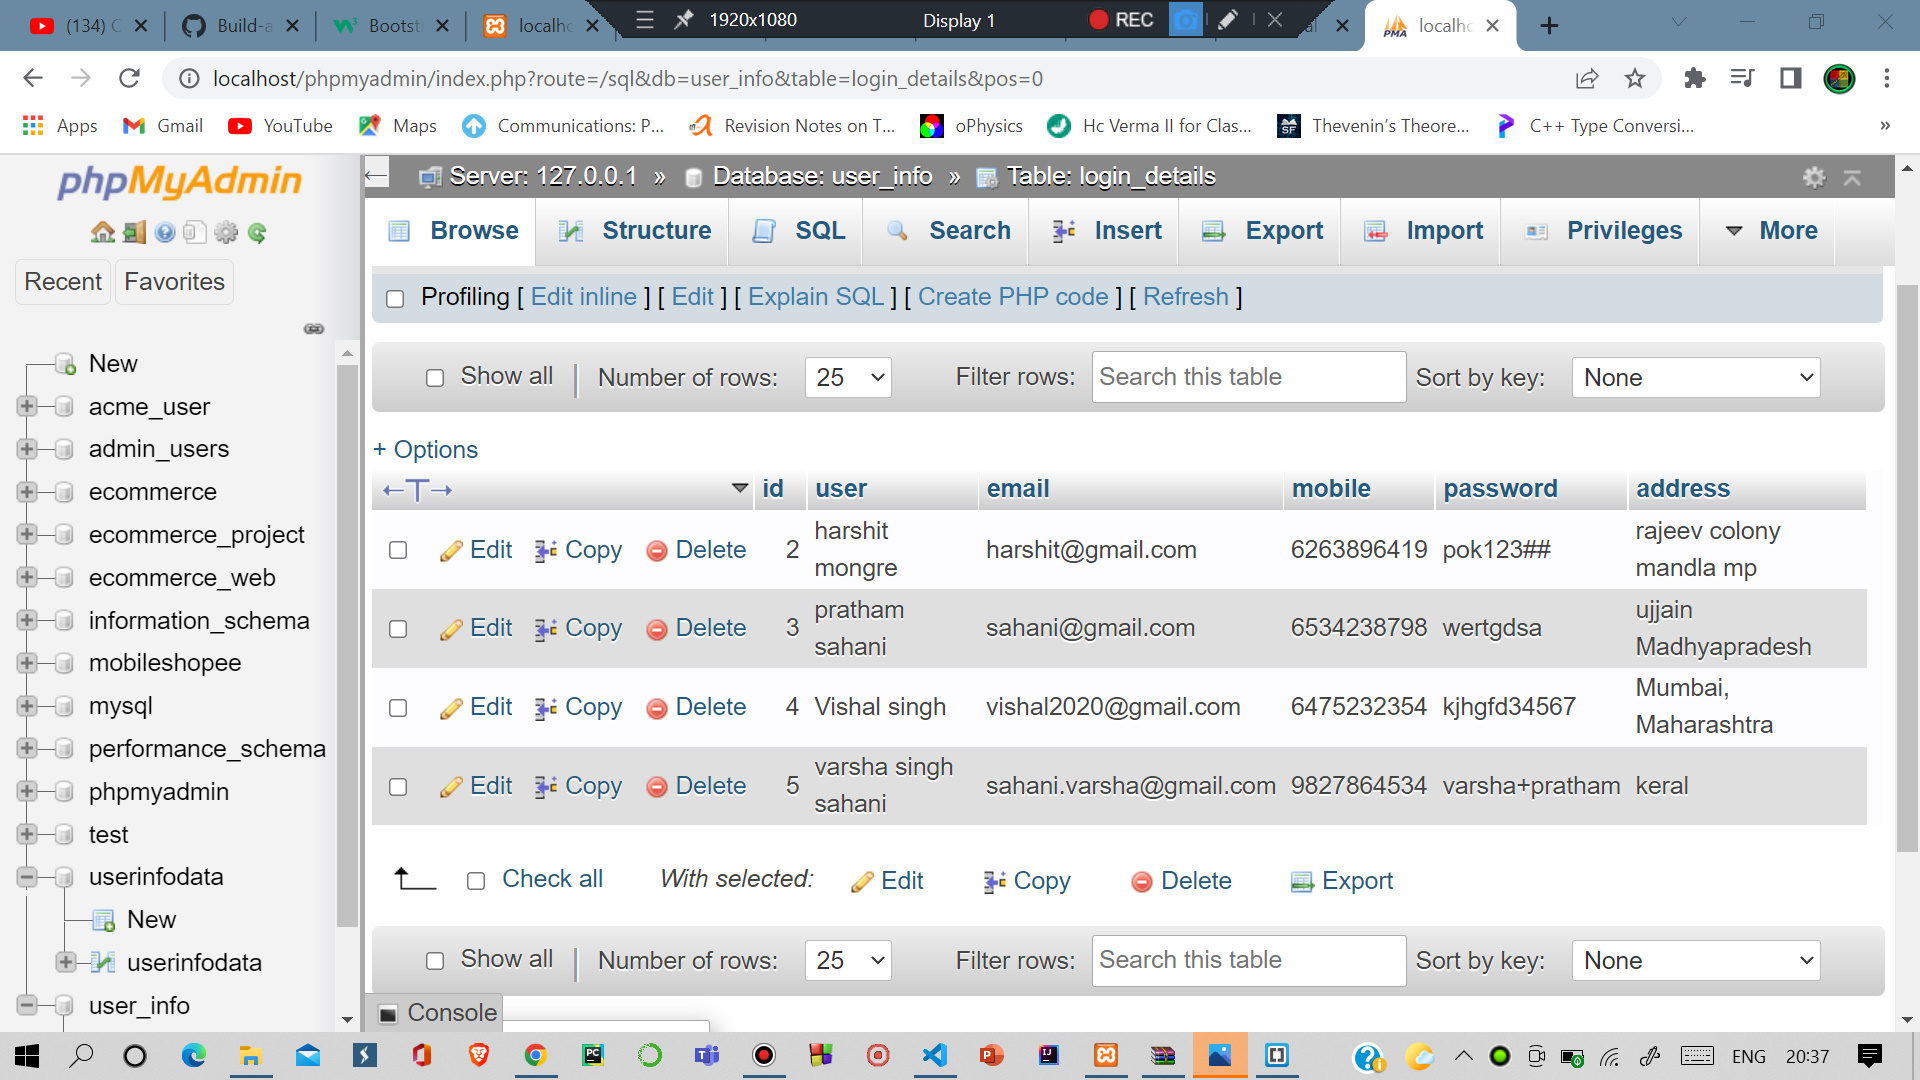 (134) C
Build-a
Bootst
localho
1920x1080
Display 1
REC
al
PMA
localho
localhost/phpmyadmin/index.php?route=/sql&db=user_info&table=login_details&pos=0
Apps
Gmail
YouTube
Maps
Communications: P...
Revision Notes on T...
oPhysics
Hc Verma II for Clas...
SF
Thevenin's Theore...
C++ Type Conversi...
»
phpMyAdmin
Recent
Favorites
New
acme_user
admin_users
ecommerce
ecommerce_project
ecommerce_web
information_schema
mobileshopee
mysql
performance_schema
phpmyadmin
test
userinfodata
New
userinfodata
user_info
Server: 127.0.0.1 » Database: user_info » Table: login_details
Browse
Structure
SQL
Search
Insert
Export
Import
Privileges
More
Profiling [ Edit inline ] [ Edit ] [ Explain SQL ] [ Create PHP code ] [ Refresh ]
Show all | Number of rows: 25 Filter rows: Search this table Sort by key: None
+ Options
←T→ id user email mobile password address
Edit Copy Delete 2 harshit mongre harshit@gmail.com 6263896419 pok123## rajeev colony mandla mp
Edit Copy Delete 3 pratham sahani sahani@gmail.com 6534238798 wertgdsa ujjain Madhyapradesh
Edit Copy Delete 4 Vishal singh vishal2020@gmail.com 6475232354 kjhgfd34567 Mumbai, Maharashtra
Edit Copy Delete 5 varsha singh sahani sahani.varsha@gmail.com 9827864534 varsha+pratham keral
Check all With selected: Edit Copy Delete Export
Show all | Number of rows: 25 Filter rows: Search this table Sort by key: None
Console
ENG
20:37